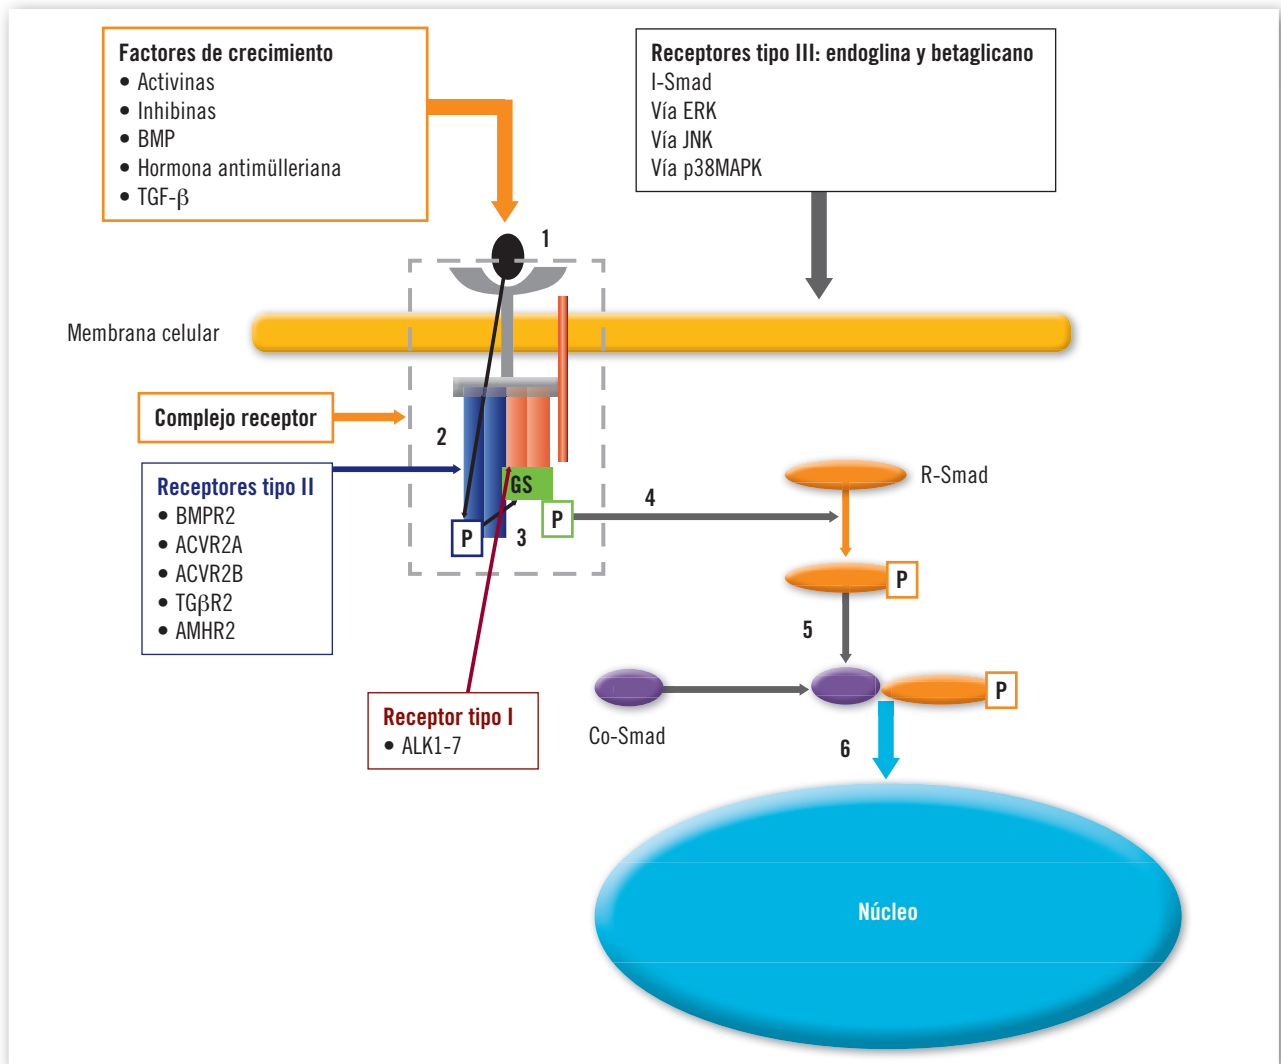 Factores de crecimiento
• Activinas
• Inhibinas
• BMP
• Hormona antimülleriana
• TGF-β
Receptores tipo III: endoglina y betaglicano
I-Smad
Vía ERK
Vía JNK
Vía p38MAPK
1
Membrana celular
Complejo receptor
2
Receptores tipo II
• BMPR2
• ACVR2A
• ACVR2B
• TGβR2
• AMHR2
GS
P
3
P
4
R-Smad
P
5
P
Co-Smad
Receptor tipo I
• ALK1-7
6
Núcleo